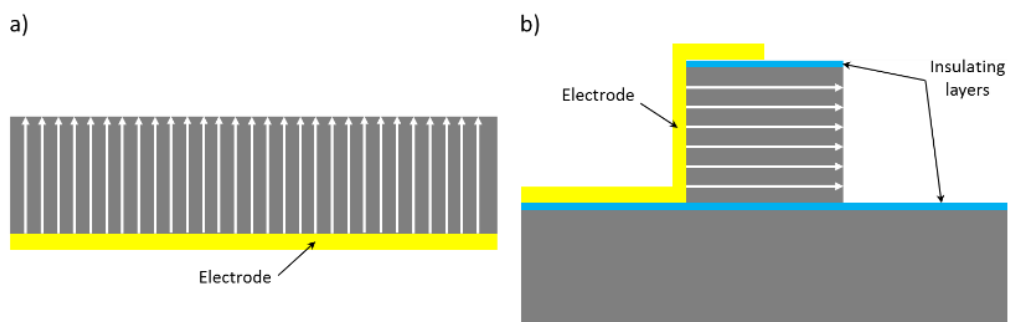 a)
Electrode
b)
Electrode
Insulating
layers